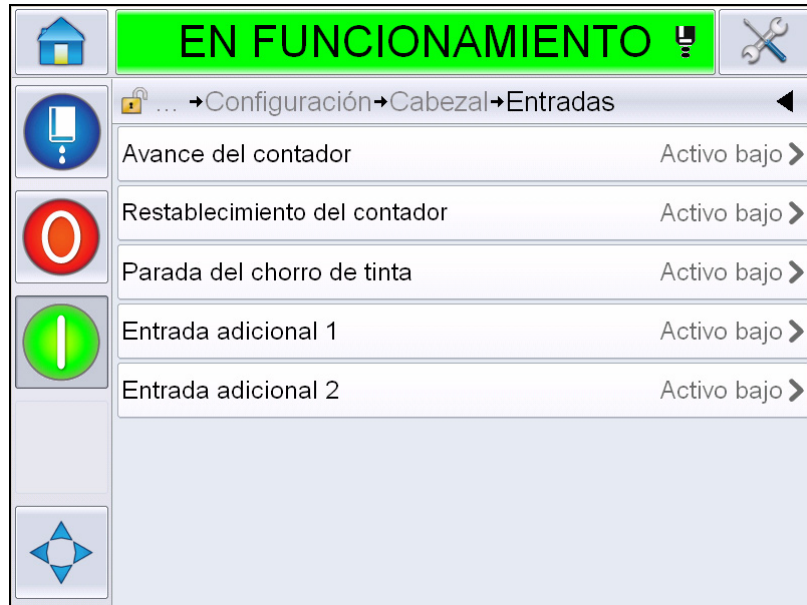 EN FUNCIONAMIENTO
... →Configuración→Cabezal→Entradas
Avance del contador Activo bajo
Restablecimiento del contador Activo bajo
Parada del chorro de tinta Activo bajo
Entrada adicional 1 Activo bajo
Entrada adicional 2 Activo bajo